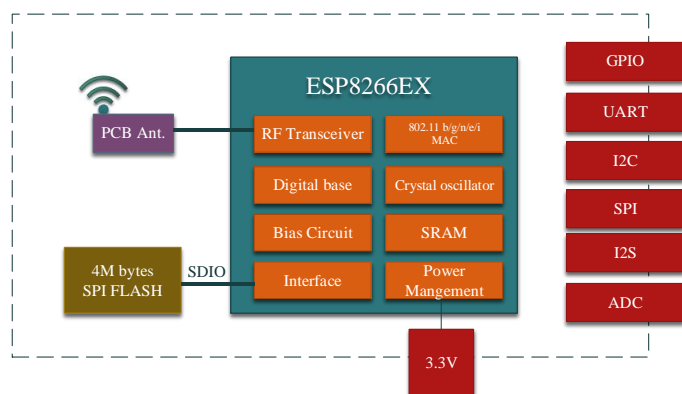 ESP8266EX
PCB Ant.
RF Transceiver
802.11 b/g/n/e/i
MAC
Digital base
Crystal oscillator
Bias Circuit
SRAM
4M bytes
SPI FLASH
SDIO
Interface
Power
Mangement
3.3V
GPIO
UART
I2C
SPI
I2S
ADC